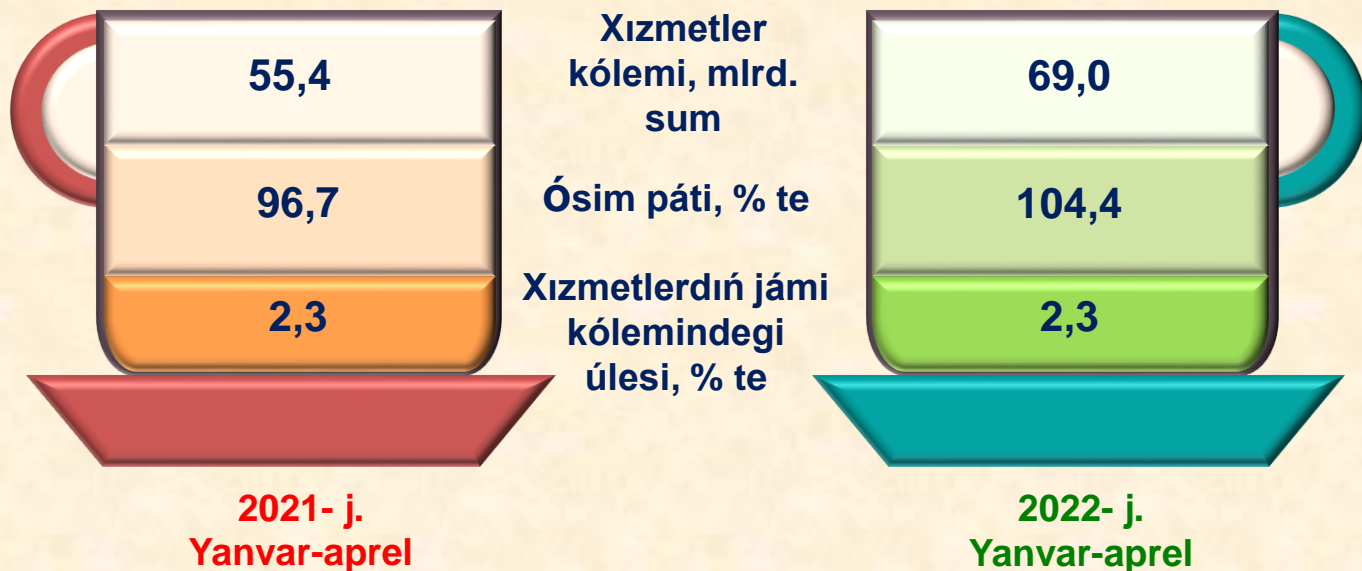 55,4
96,7
2,3
Xızmetler
kólemi, mlrd.
sum
Ósim páti, % te
Xızmetlerdıń jámi
kólemindegi
úlesi, % te
69,0
104,4
2,3
2021- j.
Yanvar-aprel
2022- j.
Yanvar-aprel